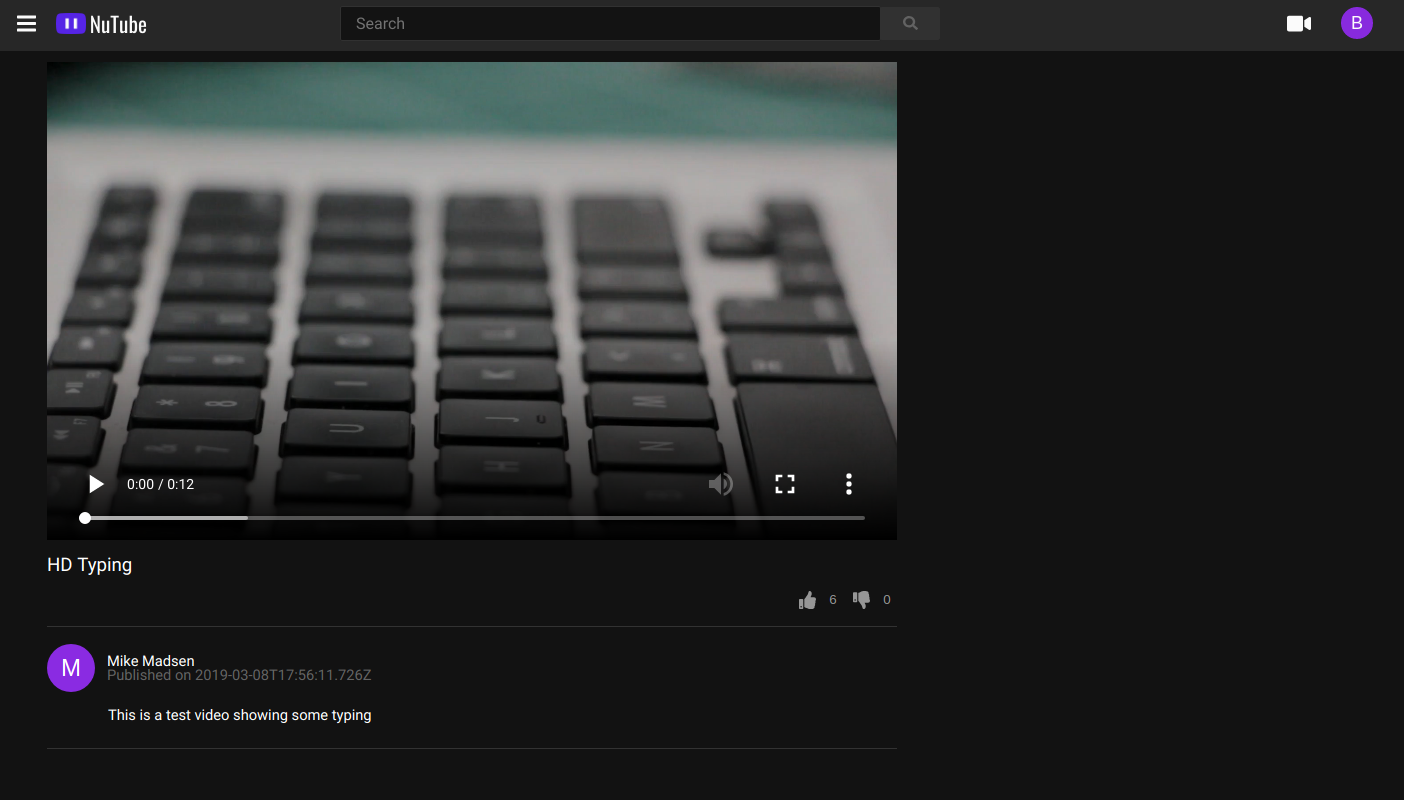 NuTube
Search
B
0:00 / 0:12
HD Typing
6
0
M
Mike Madsen
Published on 2019-03-08T17:56:11.726Z
This is a test video showing some typing